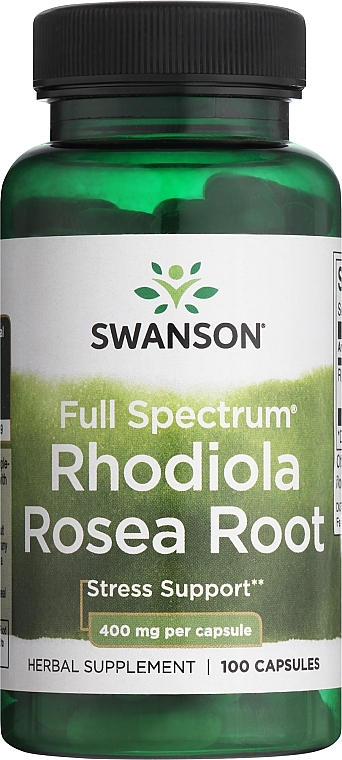 SWANSON®
Full Spectrum®
Rhodiola
Rosea Root
Stress Support**
400 mg per capsule
HERBAL SUPPLEMENT | 100 CAPSULES